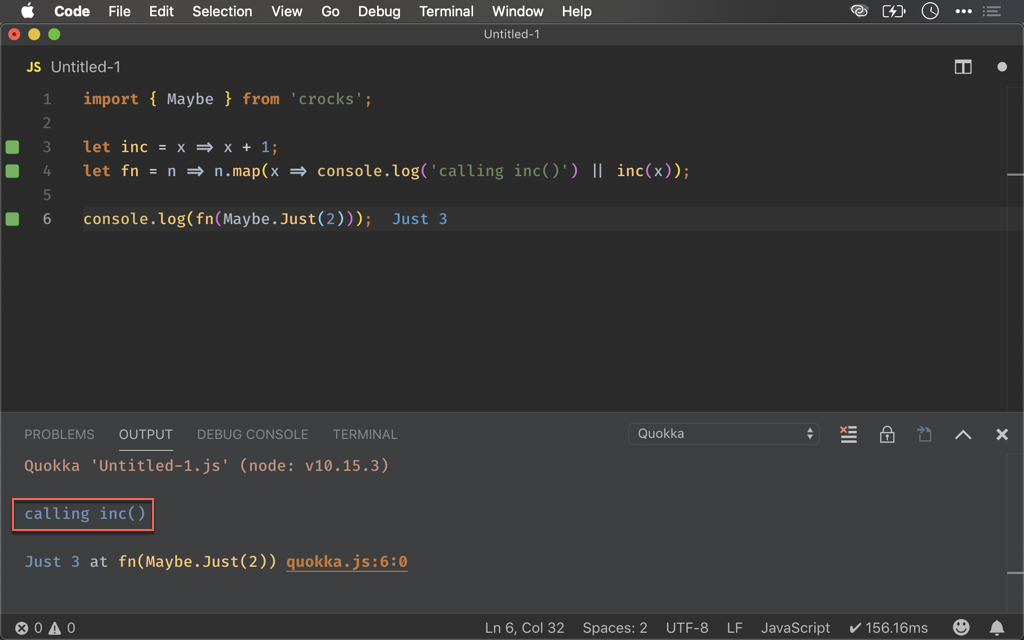 Code File Edit Selection View Go Debug Terminal Window Help
Untitled-1
JS Untitled-1
1 import { Maybe } from 'crocks';
2
3 let inc = x ⇒ x + 1;
4 let fn = n ⇒ n.map(x ⇒ console.log('calling inc()') || inc(x));
5
6 console.log(fn(Maybe.Just(2))); Just 3
PROBLEMS OUTPUT DEBUG CONSOLE TERMINAL Quokka
Quokka 'Untitled-1.js' (node: v10.15.3)
calling inc()
Just 3 at fn(Maybe.Just(2)) quokka.js:6:0
0 0 Ln 6, Col 32 Spaces: 2 UTF-8 LF JavaScript ✔ 156.16ms